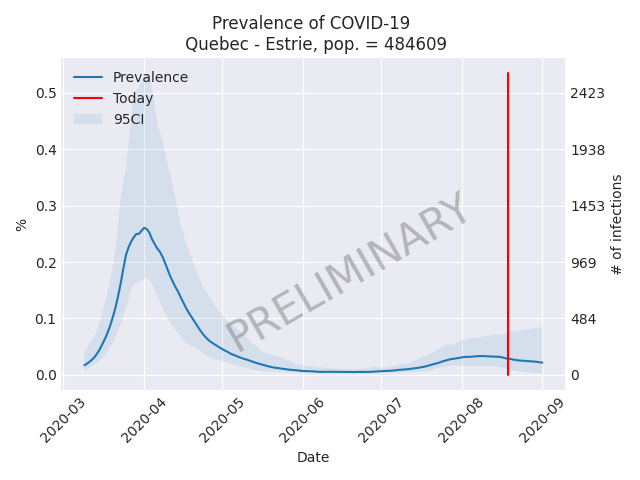 Prevalence of COVID-19
Quebec - Estrie, pop. = 484609
Prevalence
Today
95CI
0.5
0.4
0.3
0.2
0.1
0.0
%
2423
1938
1453
969
484
0
# of infections
PRELIMINARY
2020-03
2020-04
2020-05
2020-06
2020-07
2020-08
2020-09
Date